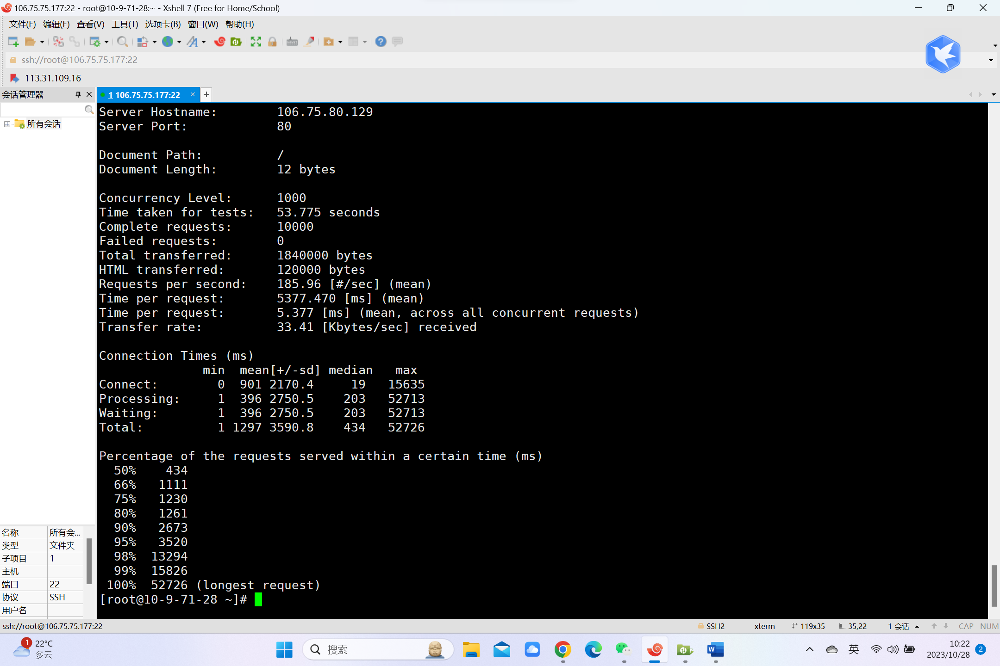 106.75.75.177:22 - root@10-9-71-28:~ - Xshell 7 (Free for Home/School)
文件(F) 编辑(E) 查看(V) 工具(T) 选项卡(B) 窗口(W) 帮助(H)
ssh://root@106.75.75.177:22
113.31.109.16
会话管理器
1 106.75.75.177:22
所有会话
Server Hostname:        106.75.80.129
Server Port:            80
Document Path:          /
Document Length:        12 bytes
Concurrency Level:      1000
Time taken for tests:   53.775 seconds
Complete requests:      10000
Failed requests:        0
Total transferred:      1840000 bytes
HTML transferred:       120000 bytes
Requests per second:    185.96 [#/sec] (mean)
Time per request:       5377.470 [ms] (mean)
Time per request:       5.377 [ms] (mean, across all concurrent requests)
Transfer rate:          33.41 [Kbytes/sec] received
Connection Times (ms)
              min  mean[+/-sd] median   max
Connect:        0  901 2170.4     19   15635
Processing:     1  396 2750.5    203   52713
Waiting:        1  396 2750.5    203   52713
Total:          1 1297 3590.8    434   52726
Percentage of the requests served within a certain time (ms)
  50%    434
  66%   1111
  75%   1230
  80%   1261
  90%   2673
  95%   3520
  98%  13294
  99%  15826
 100%  52726 (longest request)
[root@10-9-71-28 ~]#
名称 所有会...
类型 文件夹
子项目 1
主机
端口 22
协议 SSH
用户名
ssh://root@106.75.75.177:22 SSH2 xterm 119x35 35,22 1 会话 CAP NUM
1 22°C
多云
搜索
英
10:22
2023/10/28
2